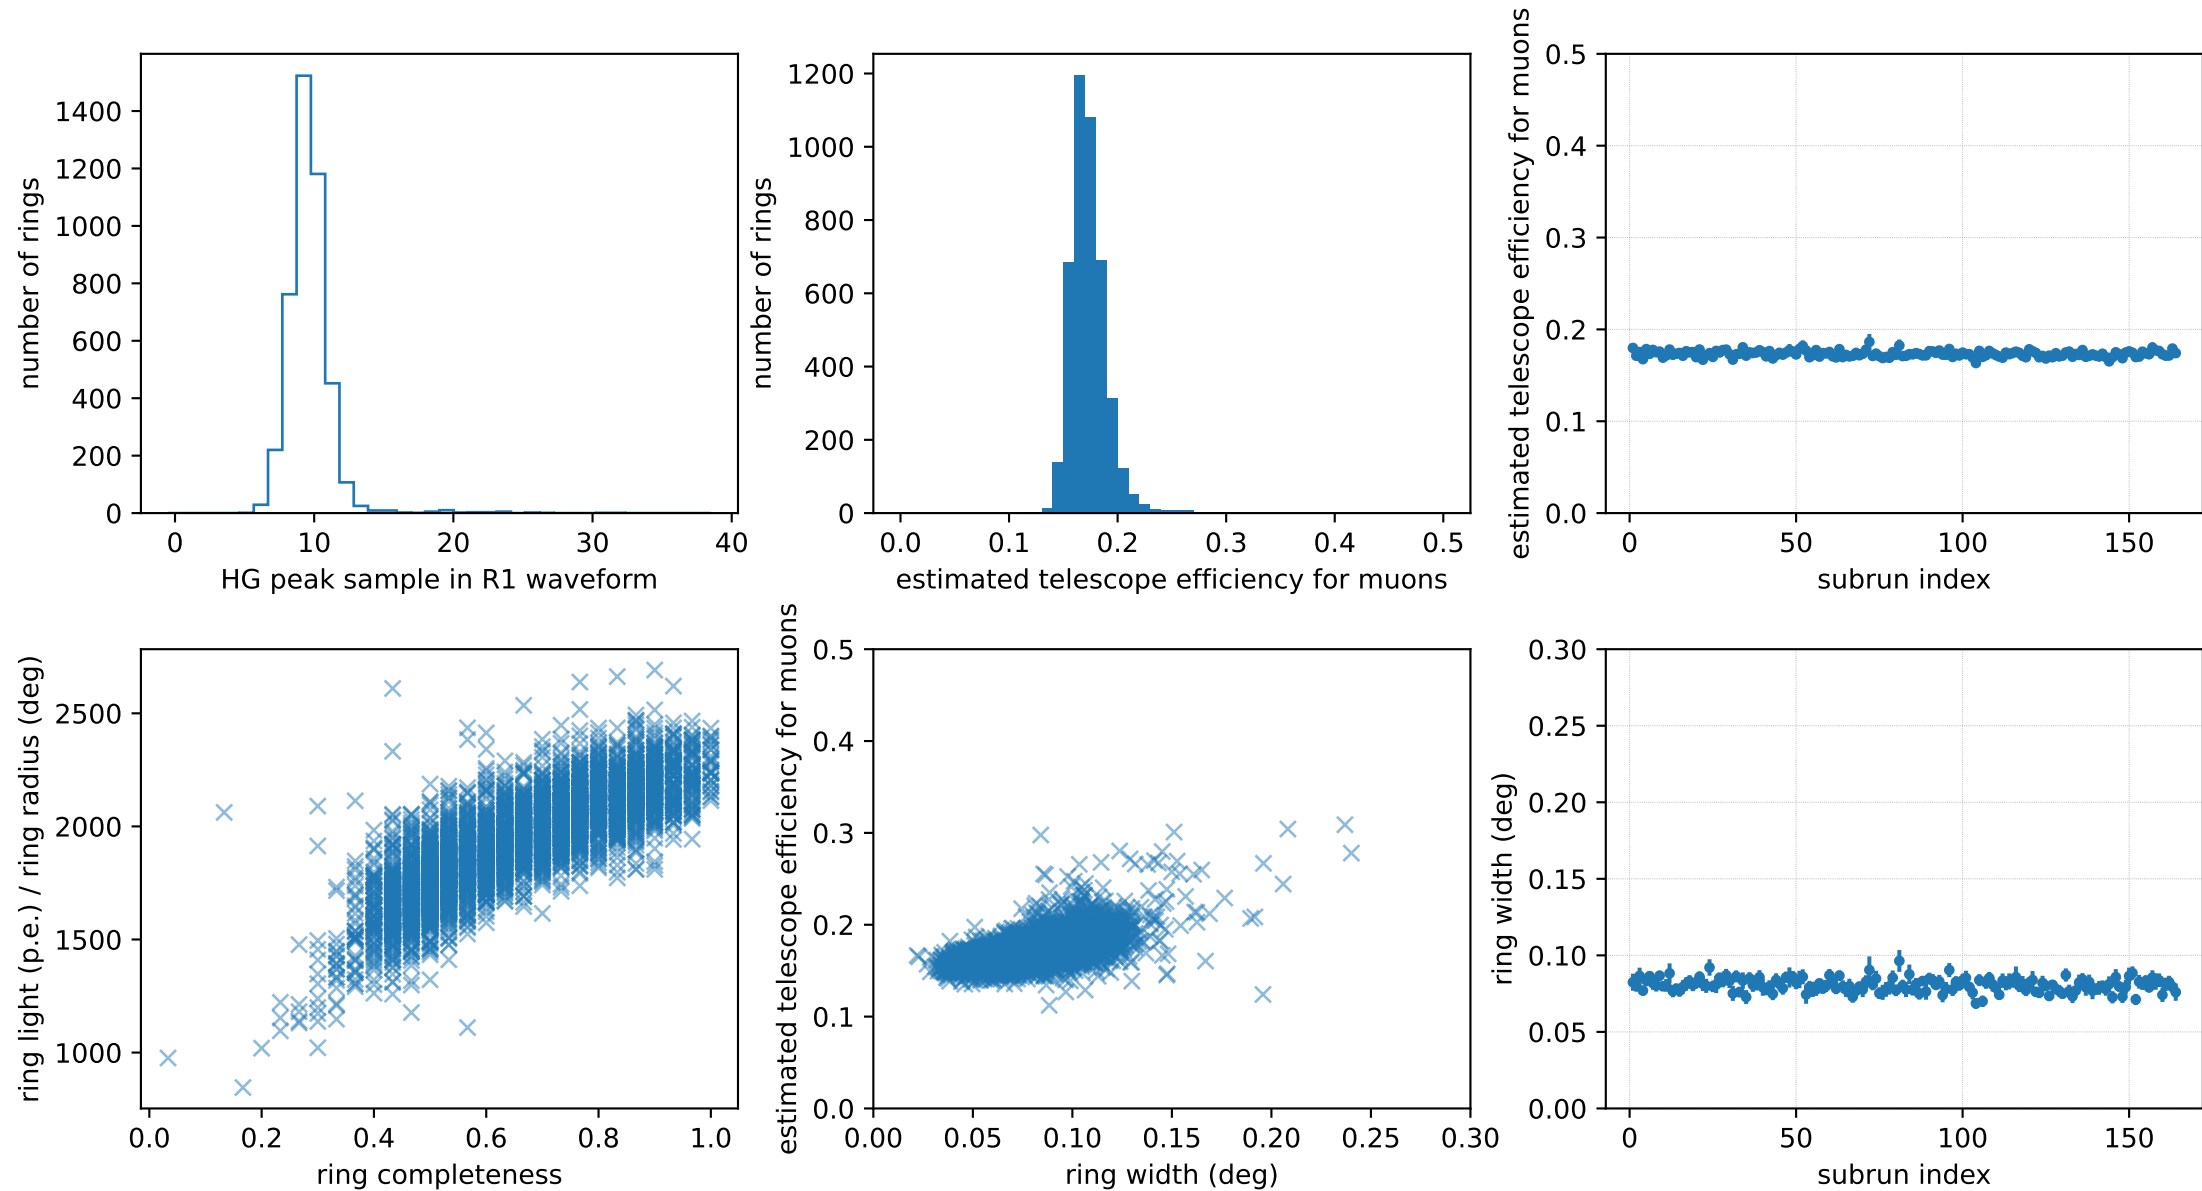 number of rings
1400
1200
1000
800
600
400
200
0
0 10 20 30 40
HG peak sample in R1 waveform
number of rings
1200
1000
800
600
400
200
0
0.0 0.1 0.2 0.3 0.4 0.5
estimated telescope efficiency for muons
estimated telescope efficiency for muons
0.5
0.4
0.3
0.2
0.1
0.0
0 50 100 150
subrun index
ring light (p.e.) / ring radius (deg)
2500
2000
1500
1000
0.0 0.2 0.4 0.6 0.8 1.0
ring completeness
estimated telescope efficiency for muons
0.5
0.4
0.3
0.2
0.1
0.0
0.00 0.05 0.10 0.15 0.20 0.25 0.30
ring width (deg)
ring width (deg)
0.30
0.25
0.20
0.15
0.10
0.05
0.00
0 50 100 150
subrun index